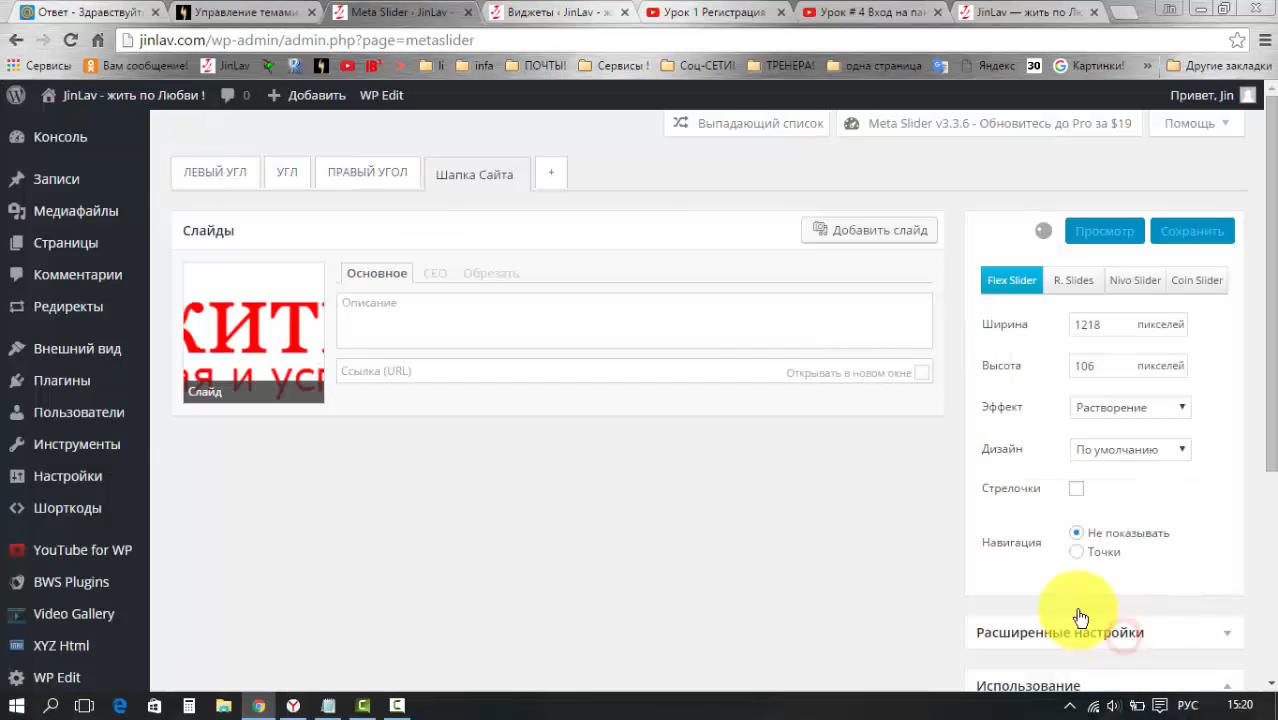 Ответ - Здравствуйт
Управление темами
Meta Slider ‹ JinLav -
Виджеты ‹ JinLav - ж
Урок 1 Регистрация
Урок # 4 Вход на пан
JinLav — жить по Лю
jinlav.com/wp-admin/admin.php?page=metaslider
Сервисы
Вам сообщение!
JinLav
li
infa
ПОЧТЫ!
Сервисы !
Соц-СЕТИ!
ТРЕНЕРА!
одна страница
Яндекс
30
Картинки!
»
Другие закладки
JinLav - жить по Любви !
0
Добавить
WP Edit
Привет, Jin
Консоль
Записи
Медиафайлы
Страницы
Комментарии
Редиректы
Внешний вид
Плагины
Пользователи
Инструменты
Настройки
Шорткоды
YouTube for WP
BWS Plugins
Video Gallery
XYZ Html
WP Edit
Выпадающий список
Meta Slider v3.3.6 - Обновитесь до Pro за $19
Помощь
ЛЕВЫЙ УГЛ
УГЛ
ПРАВЫЙ УГОЛ
Шапка Сайта
+
Слайды
Добавить слайд
Слайд
Основное
СЕО
Обрезать
Описание
Ссылка (URL)
Открывать в новом окне
Просмотр
Сохранить
Flex Slider
R. Slides
Nivo Slider
Coin Slider
Ширина
1218 пикселей
Высота
106 пикселей
Эффект
Растворение
Дизайн
По умолчанию
Стрелочки
Навигация
Не показывать
Точки
Расширенные настройки
Использование
РУС
15:20